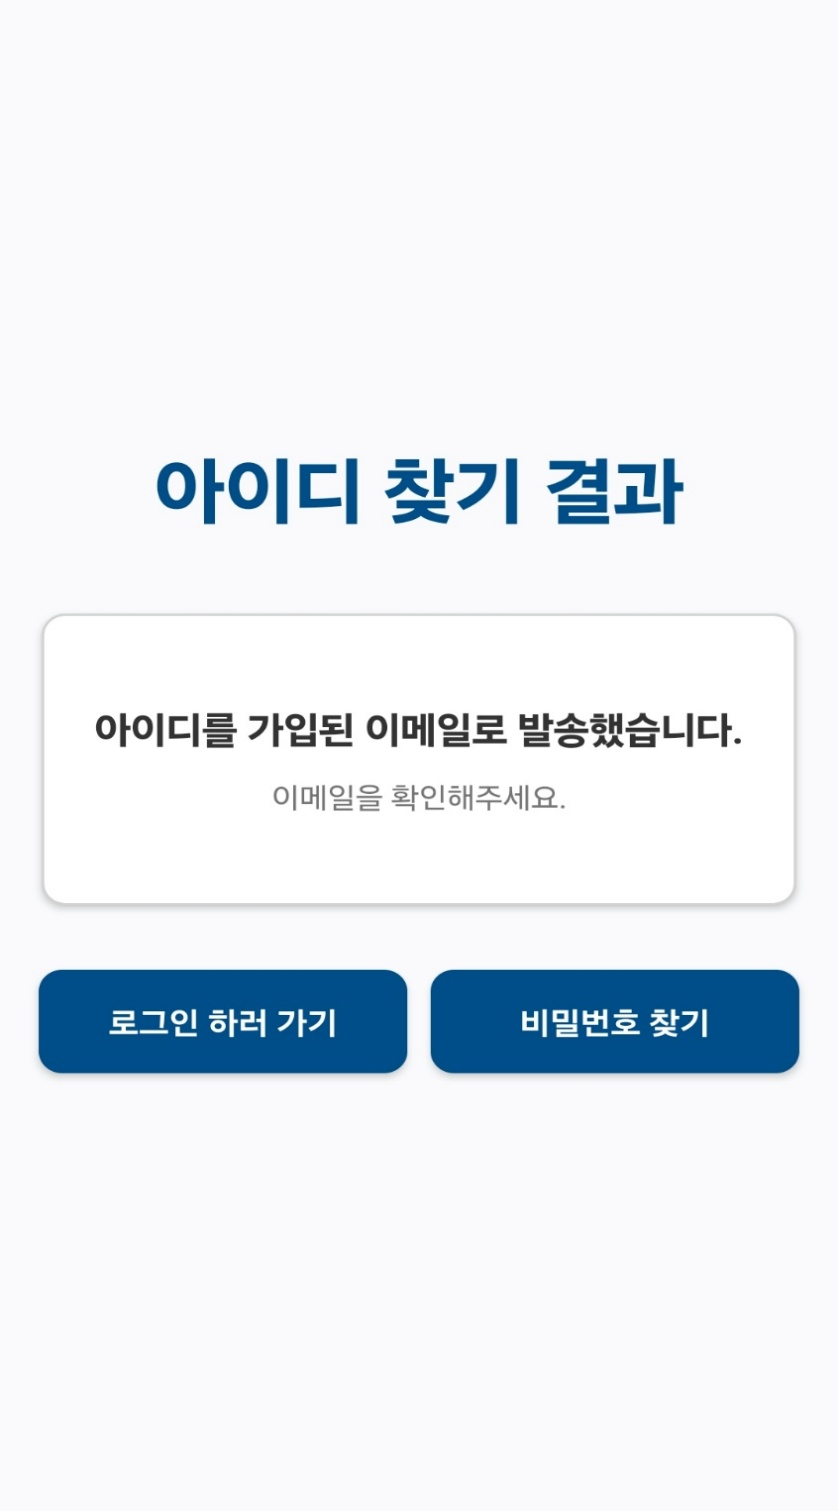 아이디 찾기 결과
아이디를 가입된 이메일로 발송했습니다.
이메일을 확인해주세요.
로그인 하러 가기
비밀번호 찾기